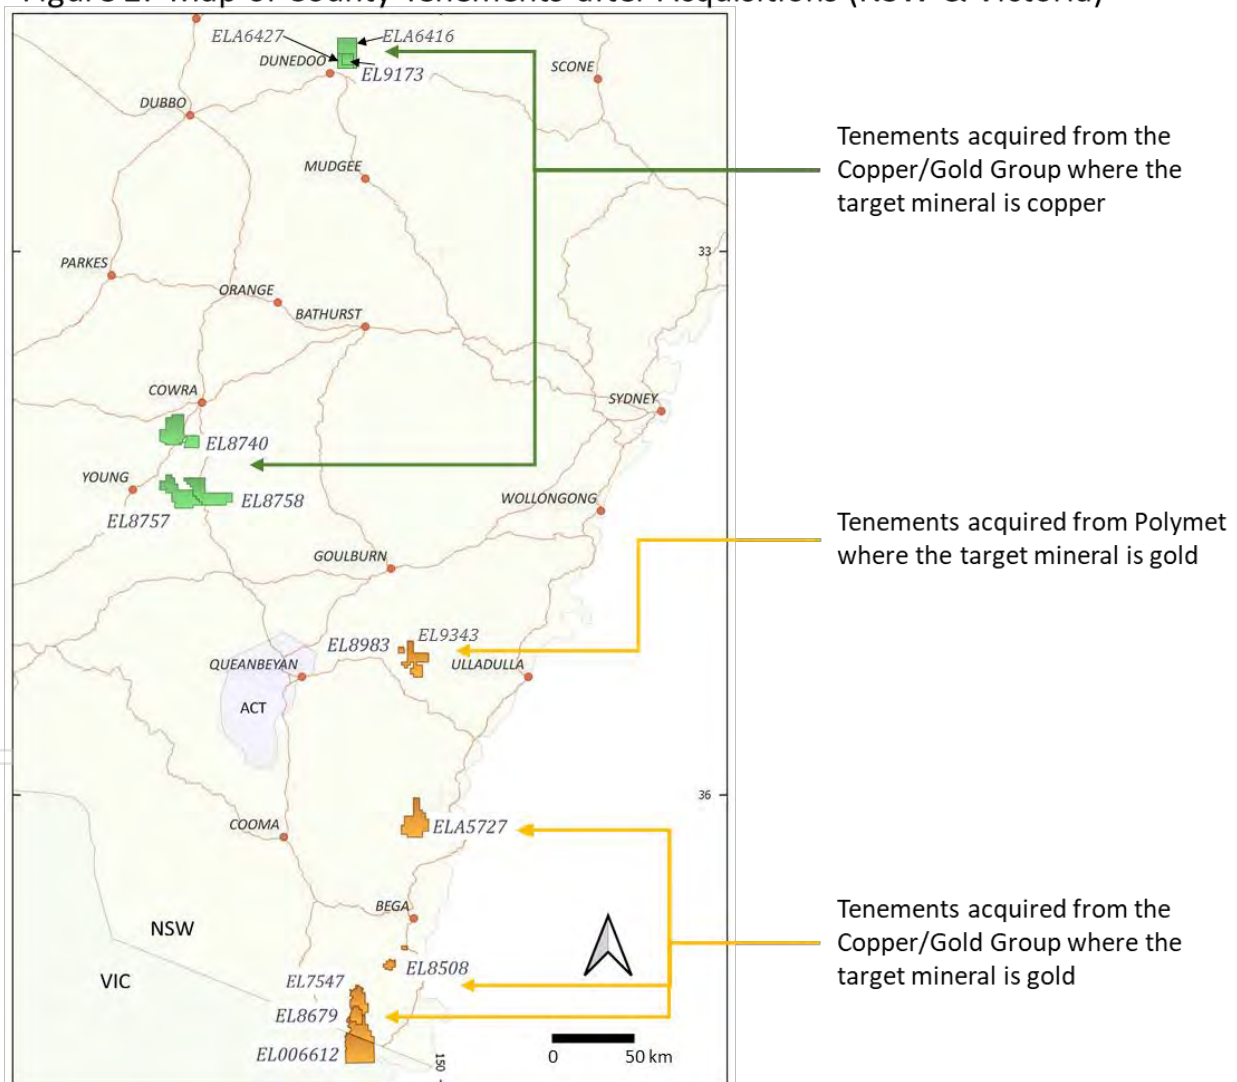 ELA6427
ELA6416
DUNEDOO
EL9173
SCONE
DUBBO
MUDGEE
Tenements acquired from the
Copper/Gold Group where the
target mineral is copper
33
PARKES
ORANGE
BATHURST
COWRA
SYDNEY
EL8740
YOUNG
EL8758
WOLLONGONG
EL8757
Tenements acquired from Polymet
where the target mineral is gold
GOULBURN
EL9343
EL8983
QUEANBEYAN
ULLADULLA
ACT
36
COOMA
ELA5727
BEGA
Tenements acquired from the
Copper/Gold Group where the
target mineral is gold
NSW
VIC
EL8508
EL7547
EL8679
EL006612
0 50 km
150